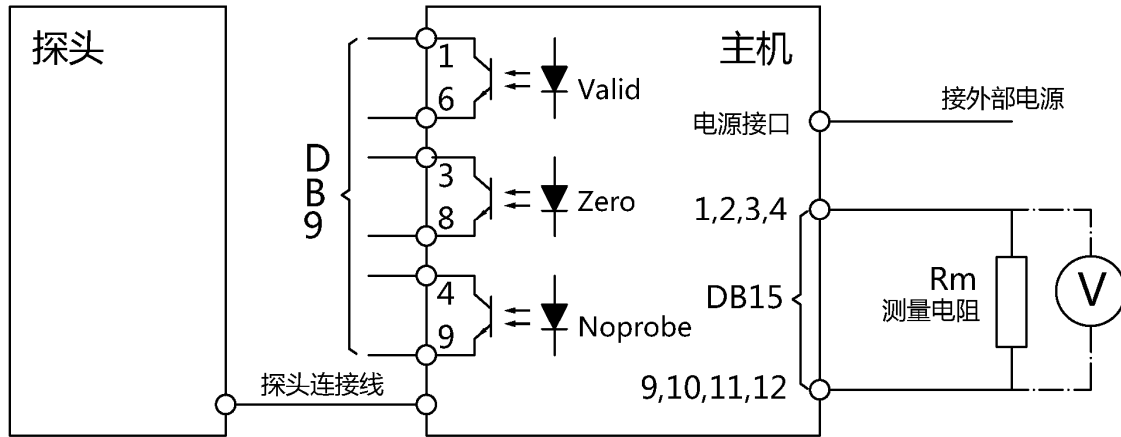 探头
DB9
1
6
Valid
3
8
Zero
4
9
Noprobe
探头连接线
主机
电源接口
接外部电源
1,2,3,4
DB15
Rm
测量电阻
V
9,10,11,12